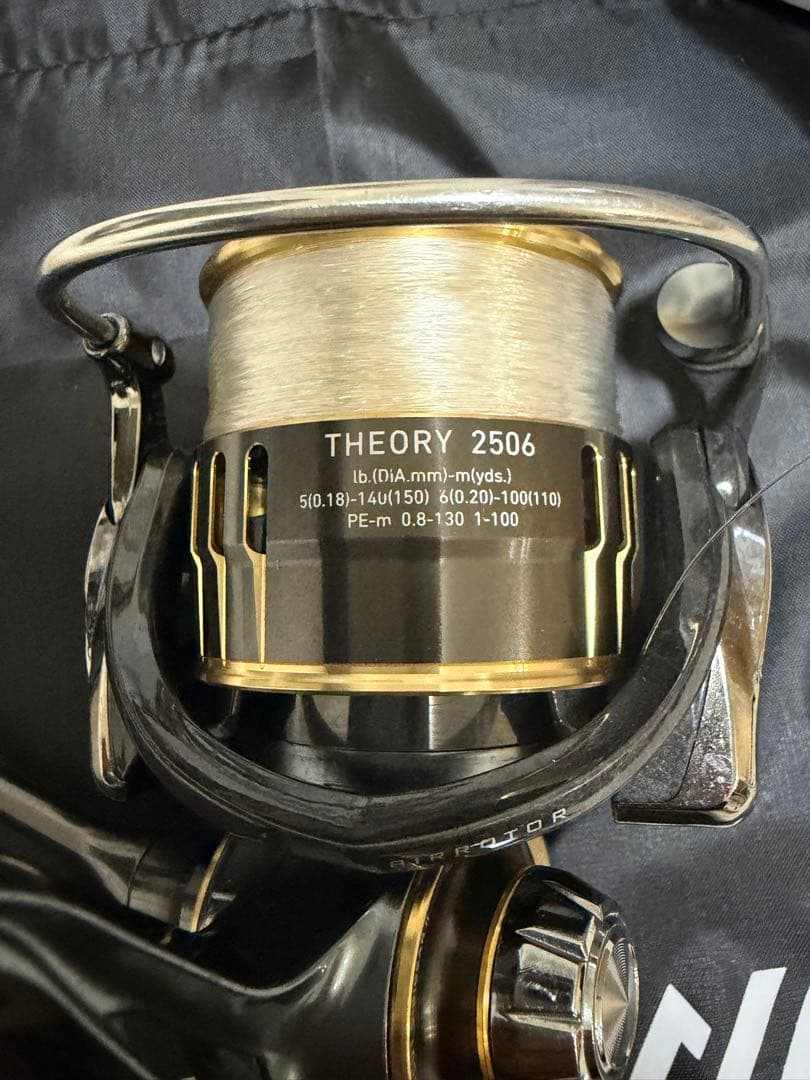 THEORY 2506
lb.(DiA.mm)-m(yds.)
5(0.18)-140(150) 6(0.20)-100(110)
PE-m 0.8-130 1-100
AIRROTOR